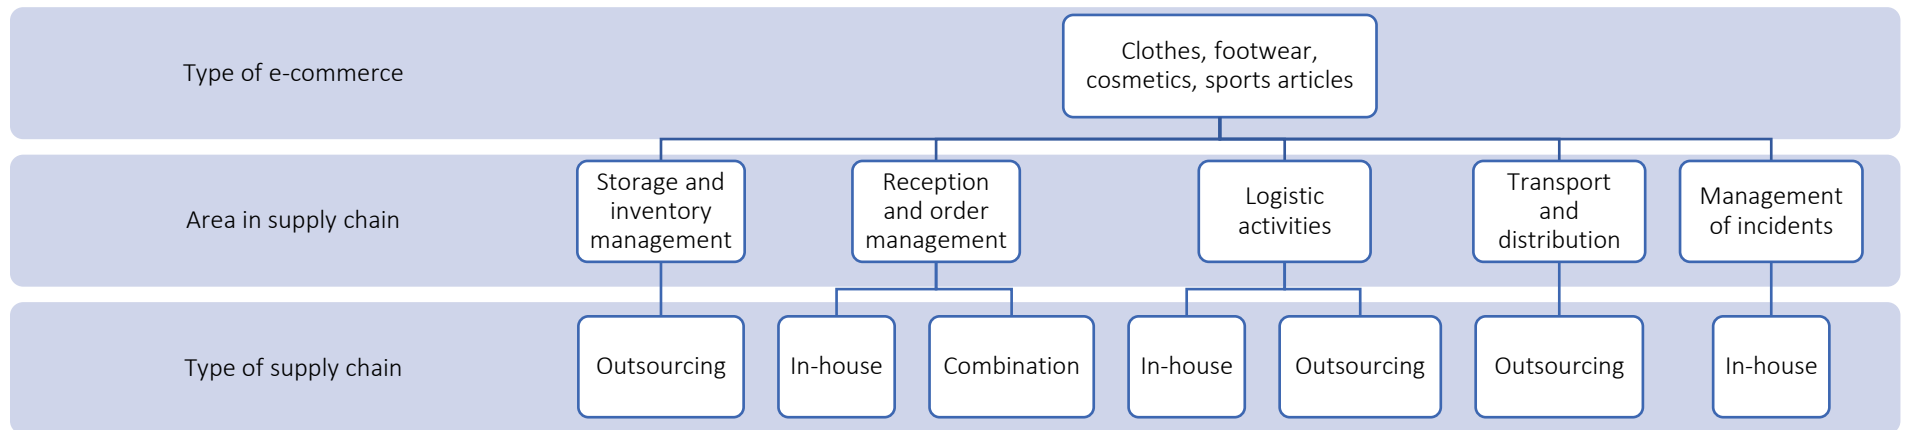 Type of e-commerce
Clothes, footwear,
cosmetics, sports articles
Area in supply chain
Storage and
inventory
management
Reception
and order
management
Logistic
activities
Transport
and
distribution
Management
of incidents
Type of supply chain
Outsourcing
In-house
Combination
In-house
Outsourcing
Outsourcing
In-house